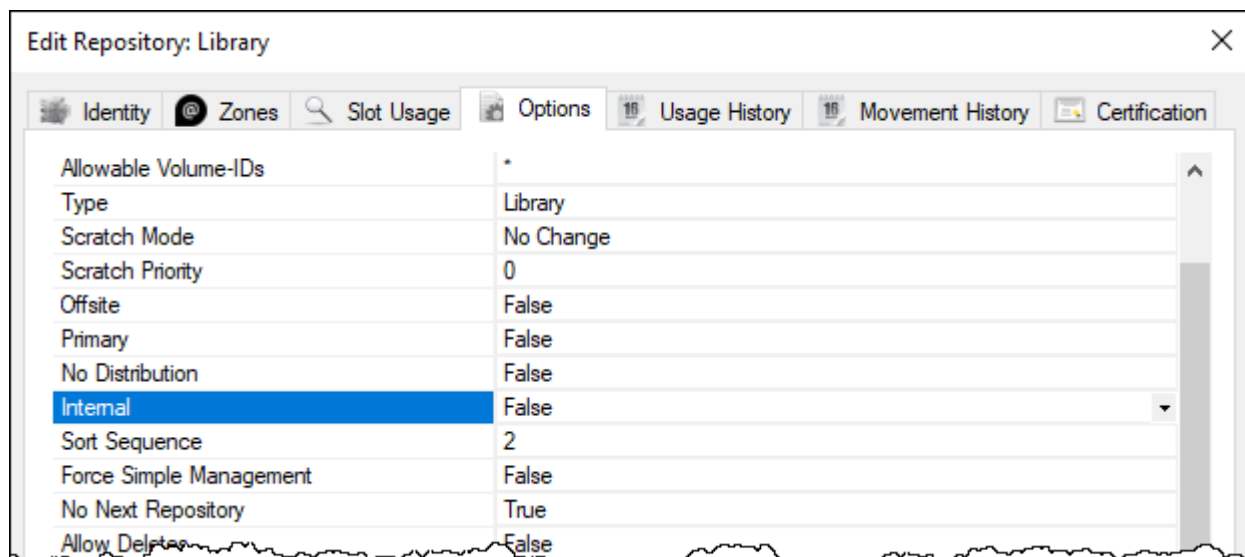 Edit Repository: Library
Identity Zones Slot Usage Options Usage History Movement History Certification
Allowable Volume-IDs *
Type Library
Scratch Mode No Change
Scratch Priority 0
Offsite False
Primary False
No Distribution False
Internal False
Sort Sequence 2
Force Simple Management False
No Next Repository True
Allow Deletes False